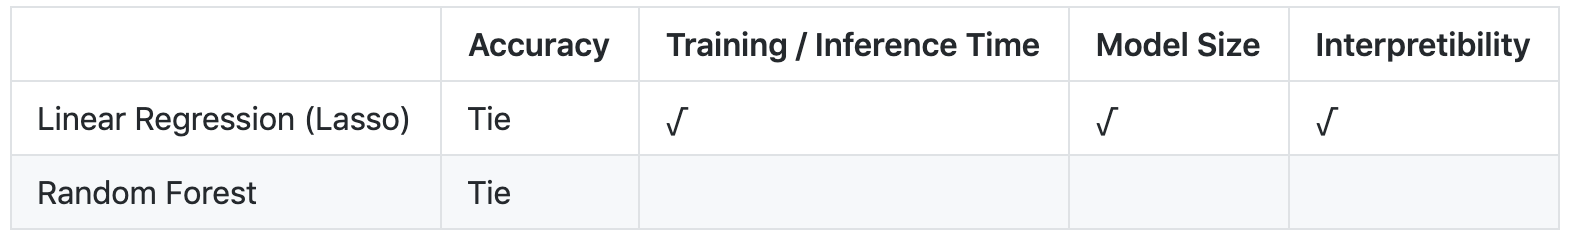 Accuracy Training / Inference Time Model Size Interpretibility
Linear Regression (Lasso) Tie √ √ √
Random Forest Tie